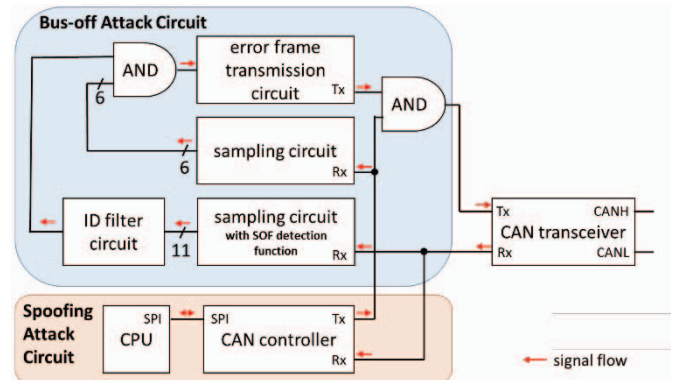 Bus-off Attack Circuit
AND
6
error frame
transmission
circuit
Tx
AND
6
sampling circuit
Rx
ID filter
circuit
11
sampling circuit
with SOF detection
function
Rx
Tx
CANH
CAN transceiver
Rx
CANL
Spoofing
Attack
Circuit
SPI
CPU
SPI
Tx
CAN controller
Rx
signal flow